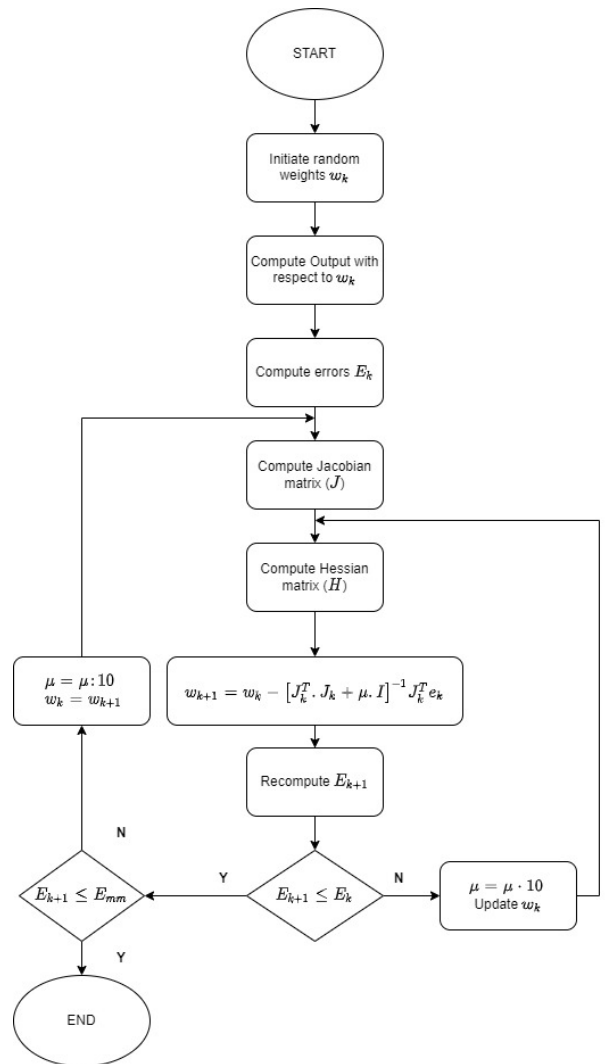 START
Initiate random
weights w_k
Compute Output with
respect to w_k
Compute errors E_k
Compute Jacobian
matrix (J)
Compute Hessian
matrix (H)
μ = μ:10
w_k = w_{k+1}
w_{k+1} = w_k − [J_k^T . J_k + μ. I]^{−1} J_k^T e_k
Recompute E_{k+1}
N
E_{k+1} ≤ E_{mm}
Y
E_{k+1} ≤ E_k
N
μ = μ · 10
Update w_k
Y
END